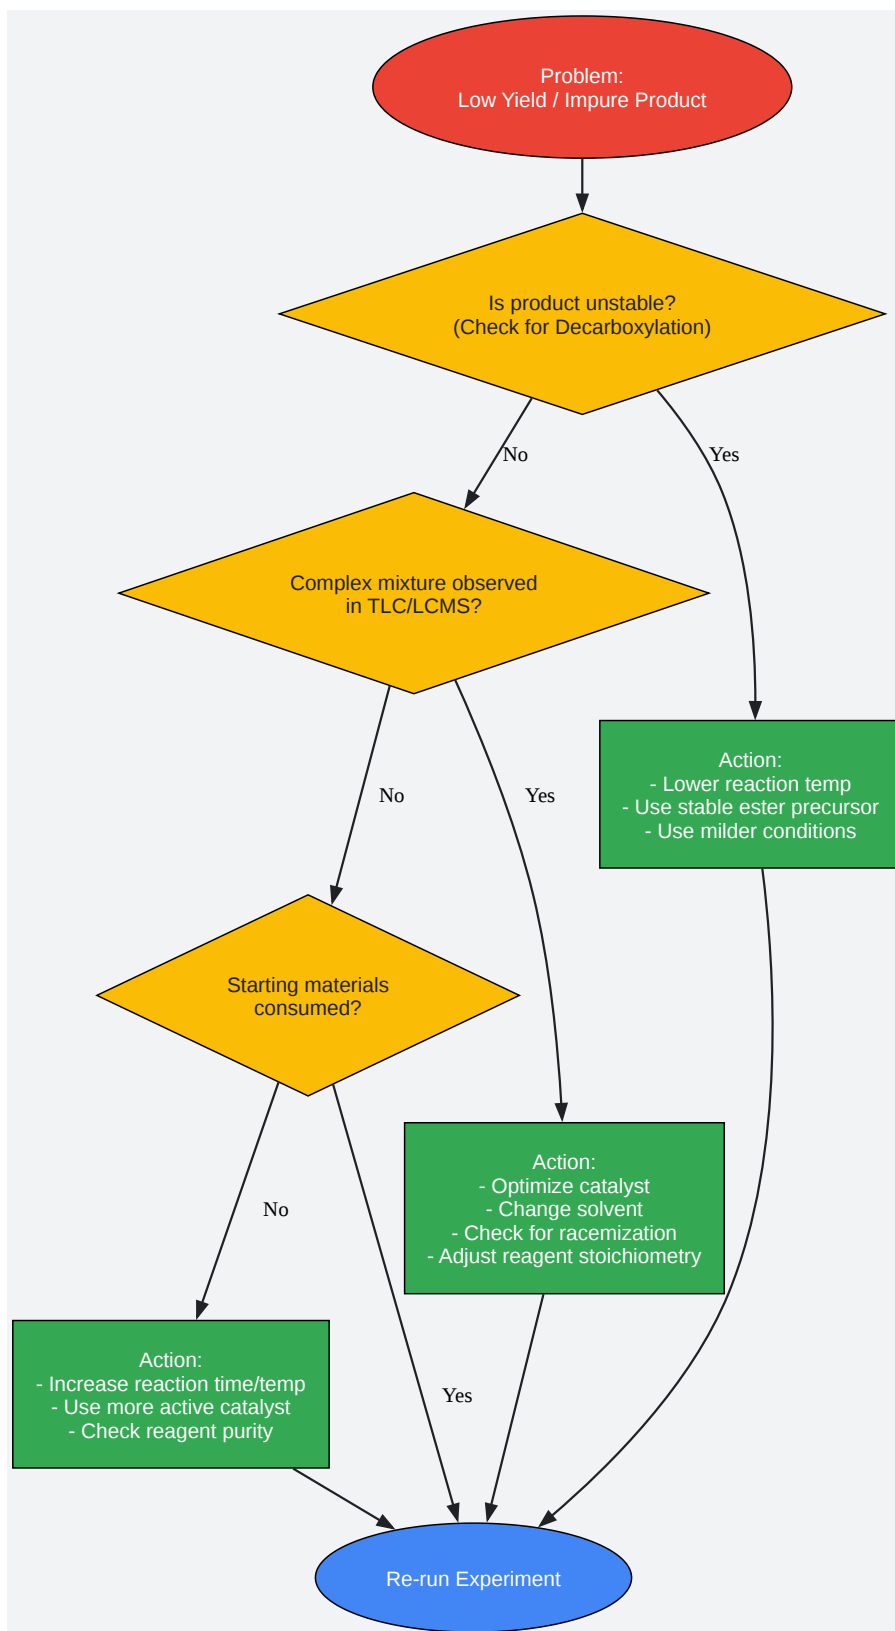 Problem:
Low Yield / Impure Product
Is product unstable?
(Check for Decarboxylation)
No
Yes
Complex mixture observed
in TLC/LCMS?
No
Yes
Action:
- Lower reaction temp
- Use stable ester precursor
- Use milder conditions
Starting materials
consumed?
No
Yes
Action:
- Optimize catalyst
- Change solvent
- Check for racemization
- Adjust reagent stoichiometry
Action:
- Increase reaction time/temp
- Use more active catalyst
- Check reagent purity
Re-run Experiment